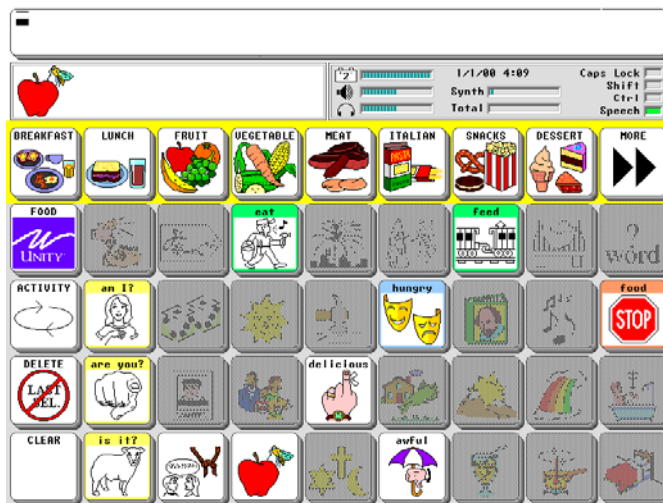 1/1/00 4:09
Caps Lock
Shift
Synth
Ctrl
Total
Speech
BREAKFAST LUNCH FRUIT VEGETABLE MEAT ITALIAN SNACKS DESSERT MORE
PASTA
FOOD eat feed
UNITY ? word
ACTIVITY am I? hungry food
STOP
DELETE are you? delicious
LAST
SEL.
CLEAR is it? awful